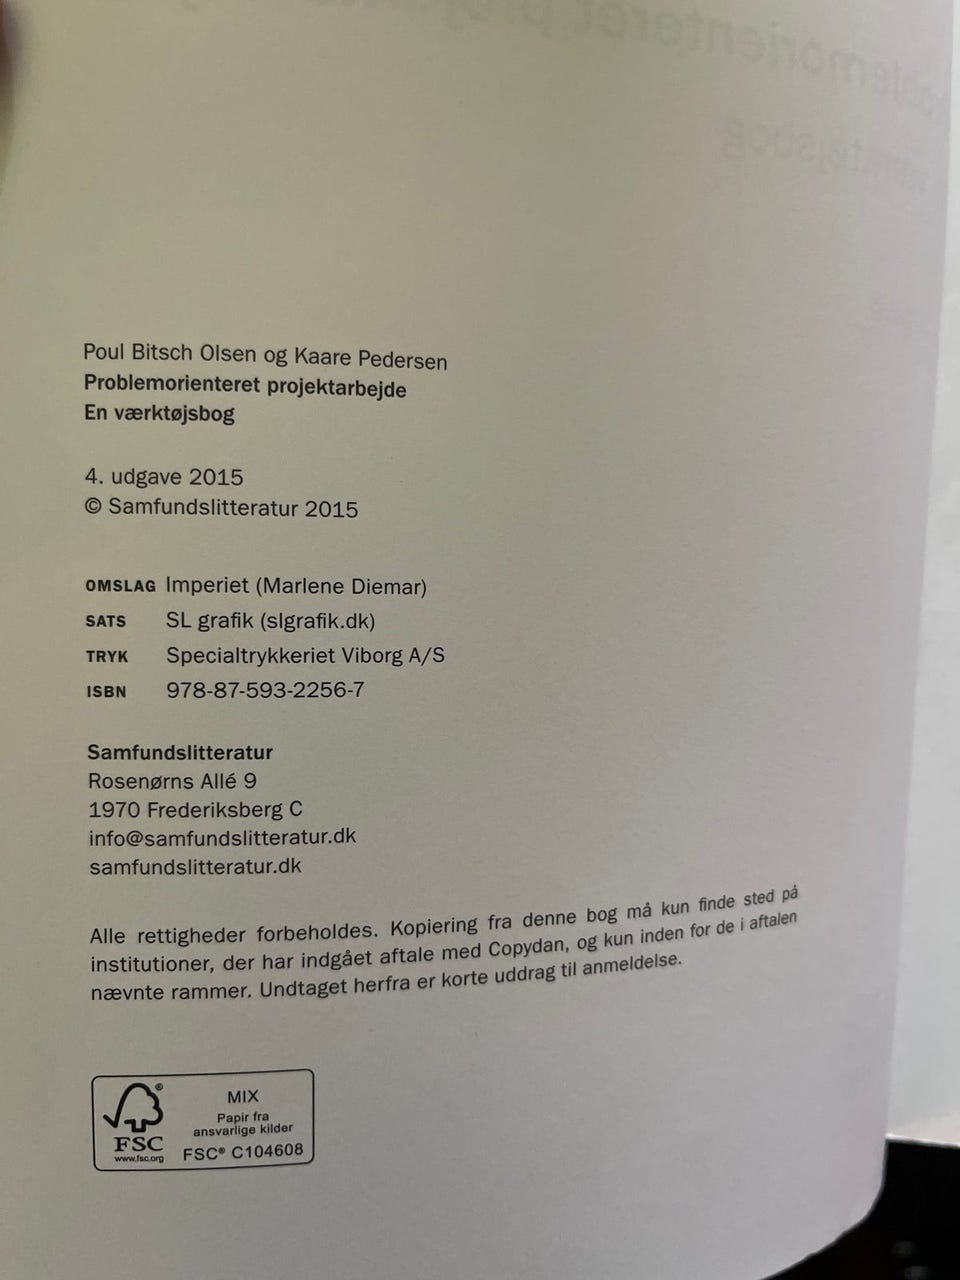 Poul Bitsch Olsen og Kaare Pedersen
Problemorienteret projektarbejde
En værktøjsbog
4. udgave 2015
© Samfundslitteratur 2015
OMSLAG Imperiet (Marlene Diemar)
SATS SL grafik (slgrafik.dk)
TRYK Specialtrykkeriet Viborg A/S
ISBN 978-87-593-2256-7
Samfundslitteratur
Rosenørns Allé 9
1970 Frederiksberg C
info@samfundslitteratur.dk
samfundslitteratur.dk
Alle rettigheder forbeholdes. Kopiering fra denne bog må kun finde sted på
institutioner, der har indgået aftale med Copydan, og kun inden for de i aftalen
nævnte rammer. Undtaget herfra er korte uddrag til anmeldelse.
®
FSC
www.fsc.org
MIX
Papir fra
ansvarlige kilder
FSC® C104608